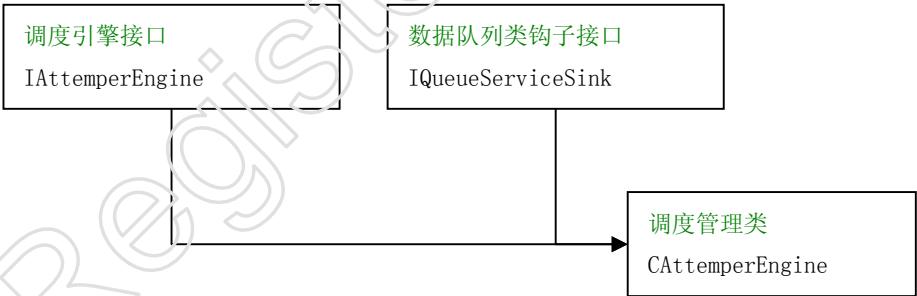 调度引擎接口
IAttemperEngine
数据队列类钩子接口
IQueueServiceSink
调度管理类
CAttemperEngine